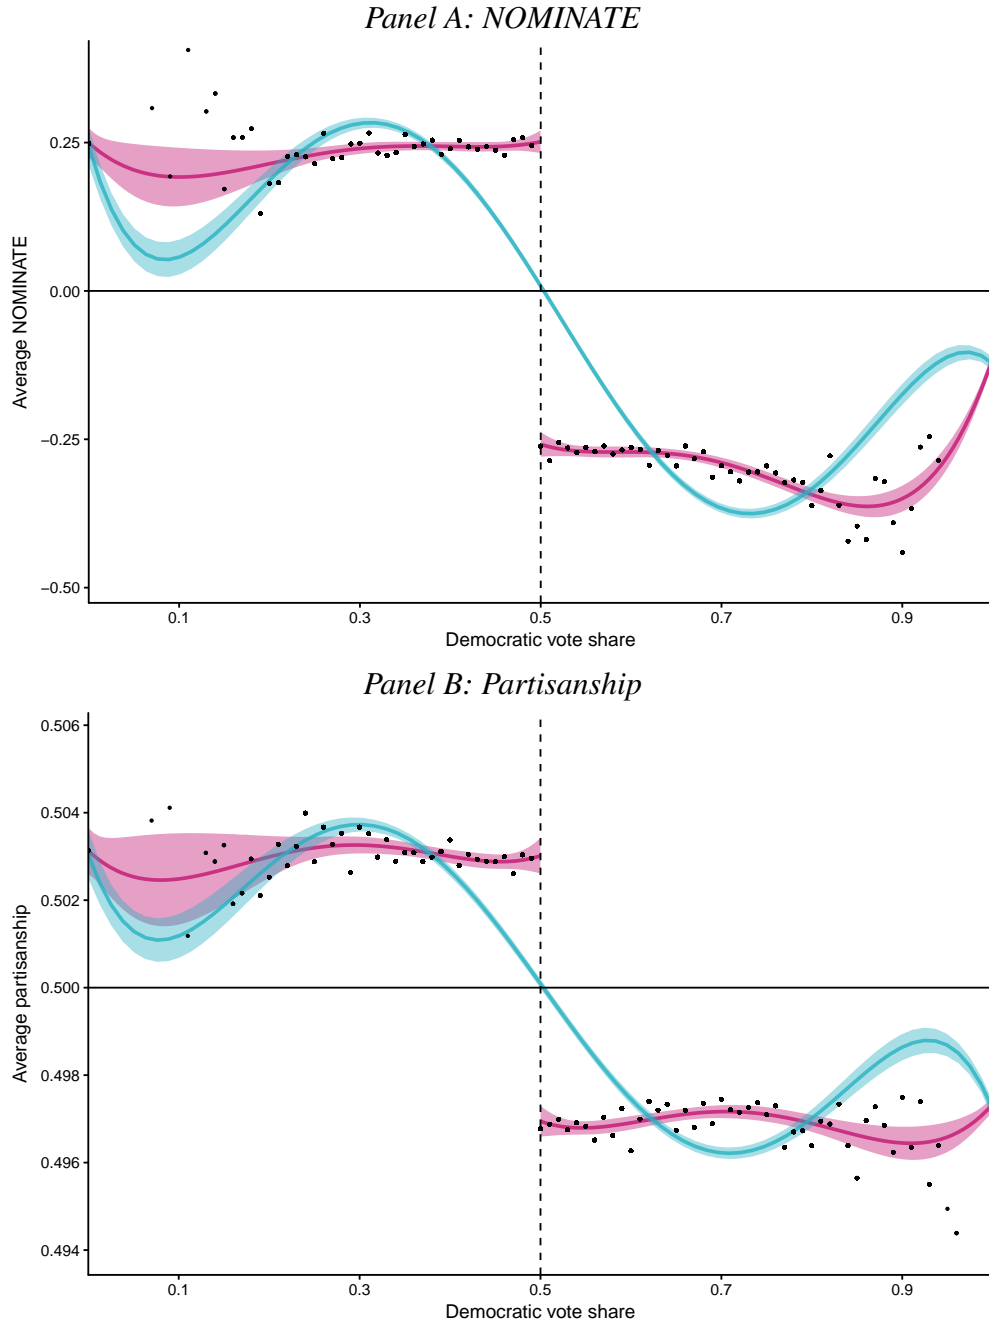 Panel A: NOMINATE
Average NOMINATE
0.25
0.00
−0.25
−0.50
0.1 0.3 0.5 0.7 0.9
Democratic vote share
Panel B: Partisanship
Average partisanship
0.506
0.504
0.502
0.500
0.498
0.496
0.494
0.1 0.3 0.5 0.7 0.9
Democratic vote share